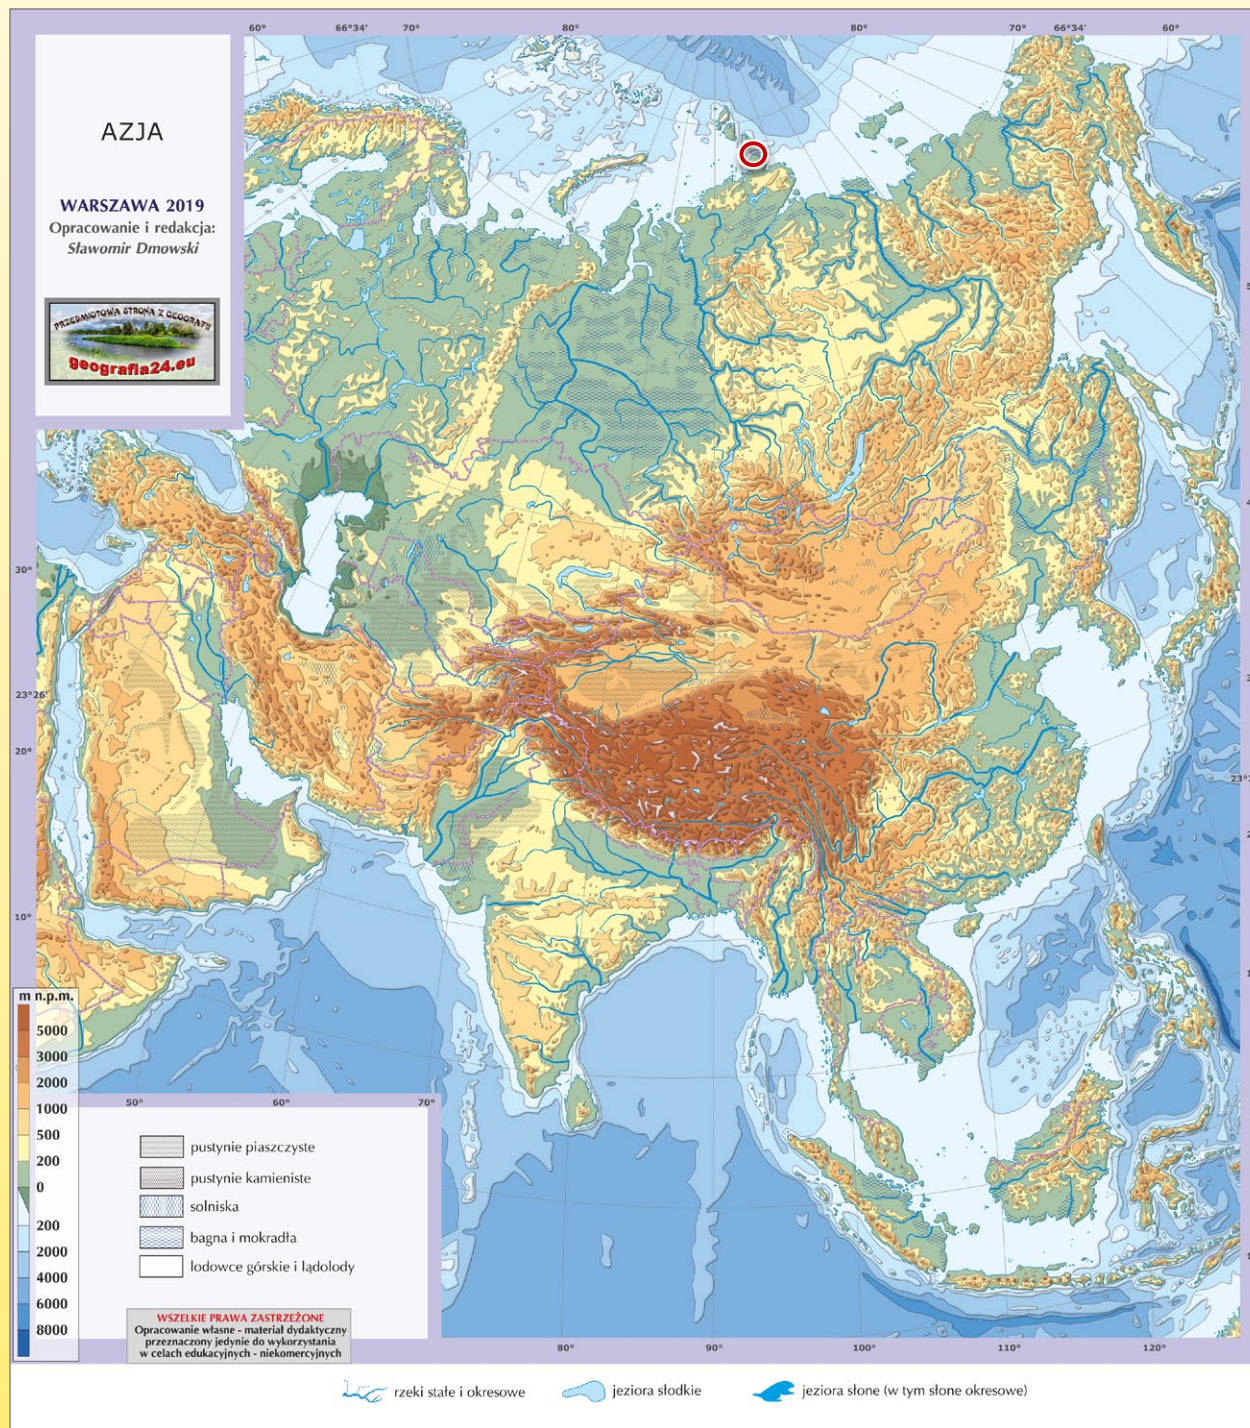 60° 66°34' 70° 80° 80° 70° 66°34' 60°
AZJA
WARSZAWA 2019
Opracowanie i redakcja:
Sławomir Dmowski
PRZEDMIOTOWA STRONA Z GEOGRAFII
geografia24.eu
30°
23°26'
20°
10°
m n.p.m.
5000
3000
2000
1000
500
200
0
200
2000
4000
6000
8000
50° 60° 70°
pustynie piaszczyste
pustynie kamieniste
solniska
bagna i mokradła
lodowce górskie i lądolody
WSZELKIE PRAWA ZASTRZEŻONE
Opracowanie własne - materiał dydaktyczny
przeznaczony jedynie do wykorzystania
w celach edukacyjnych - niekomercyjnych
80° 90° 100° 110° 120°
rzeki stałe i okresowe
jeziora słodkie
jeziora słone (w tym słone okresowe)